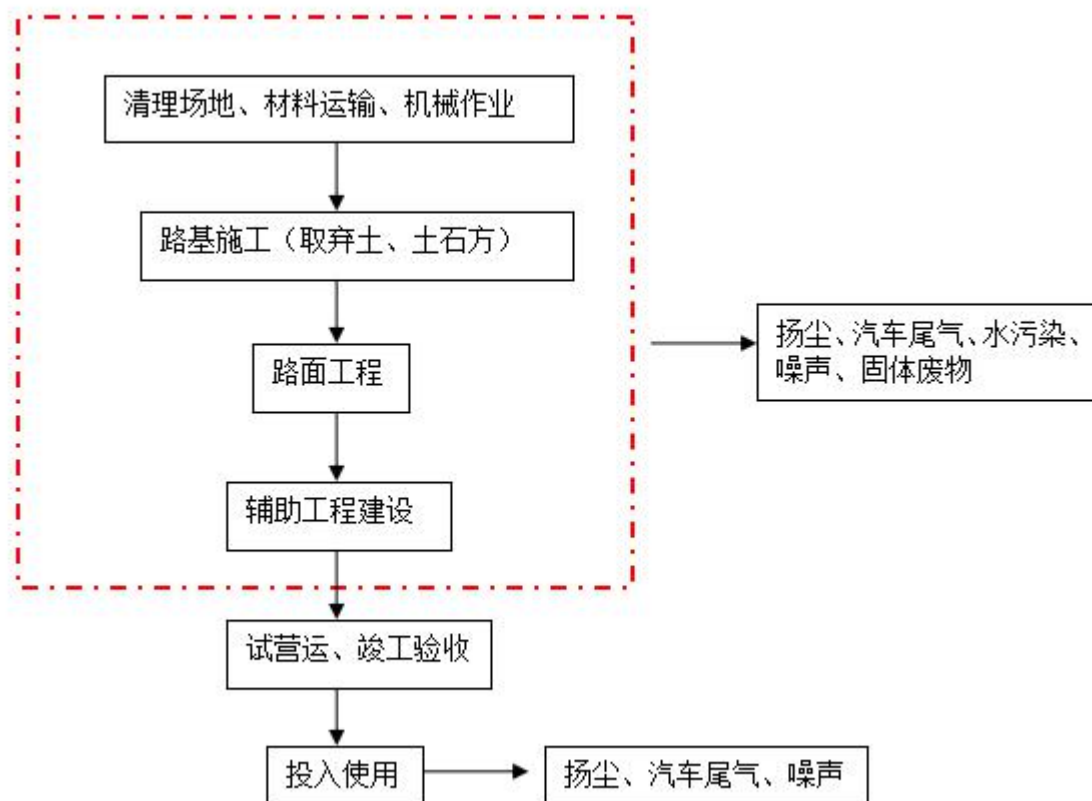 清理场地、材料运输、机械作业
路基施工（取弃土、土石方）
路面工程
扬尘、汽车尾气、水污染、
噪声、固体废物
辅助工程建设
试营运、竣工验收
投入使用
扬尘、汽车尾气、噪声